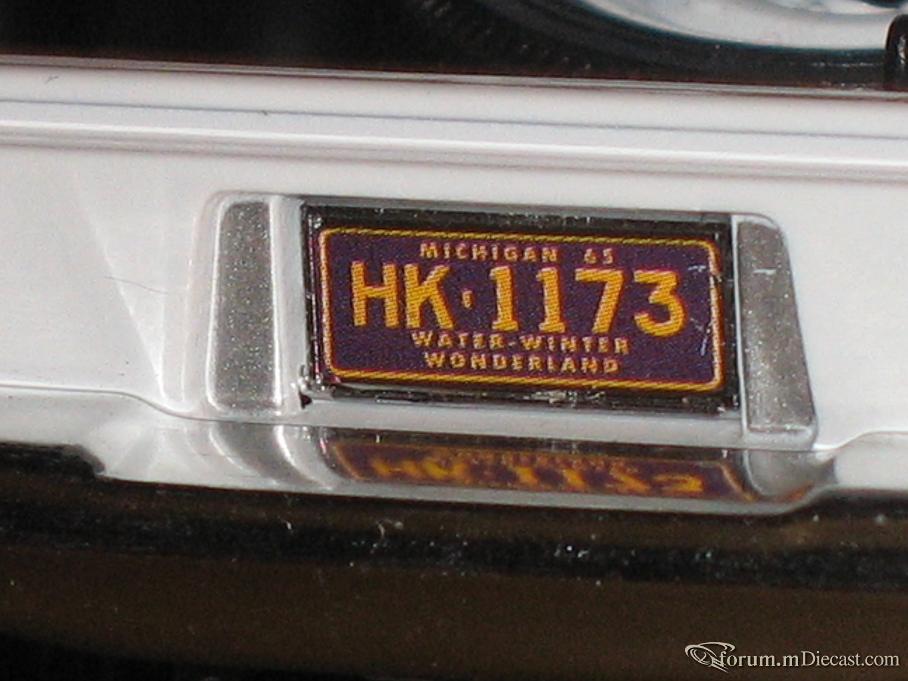 MICHIGAN 65
HK·1173
WATER-WINTER
WONDERLAND
forum.mDiecast.com